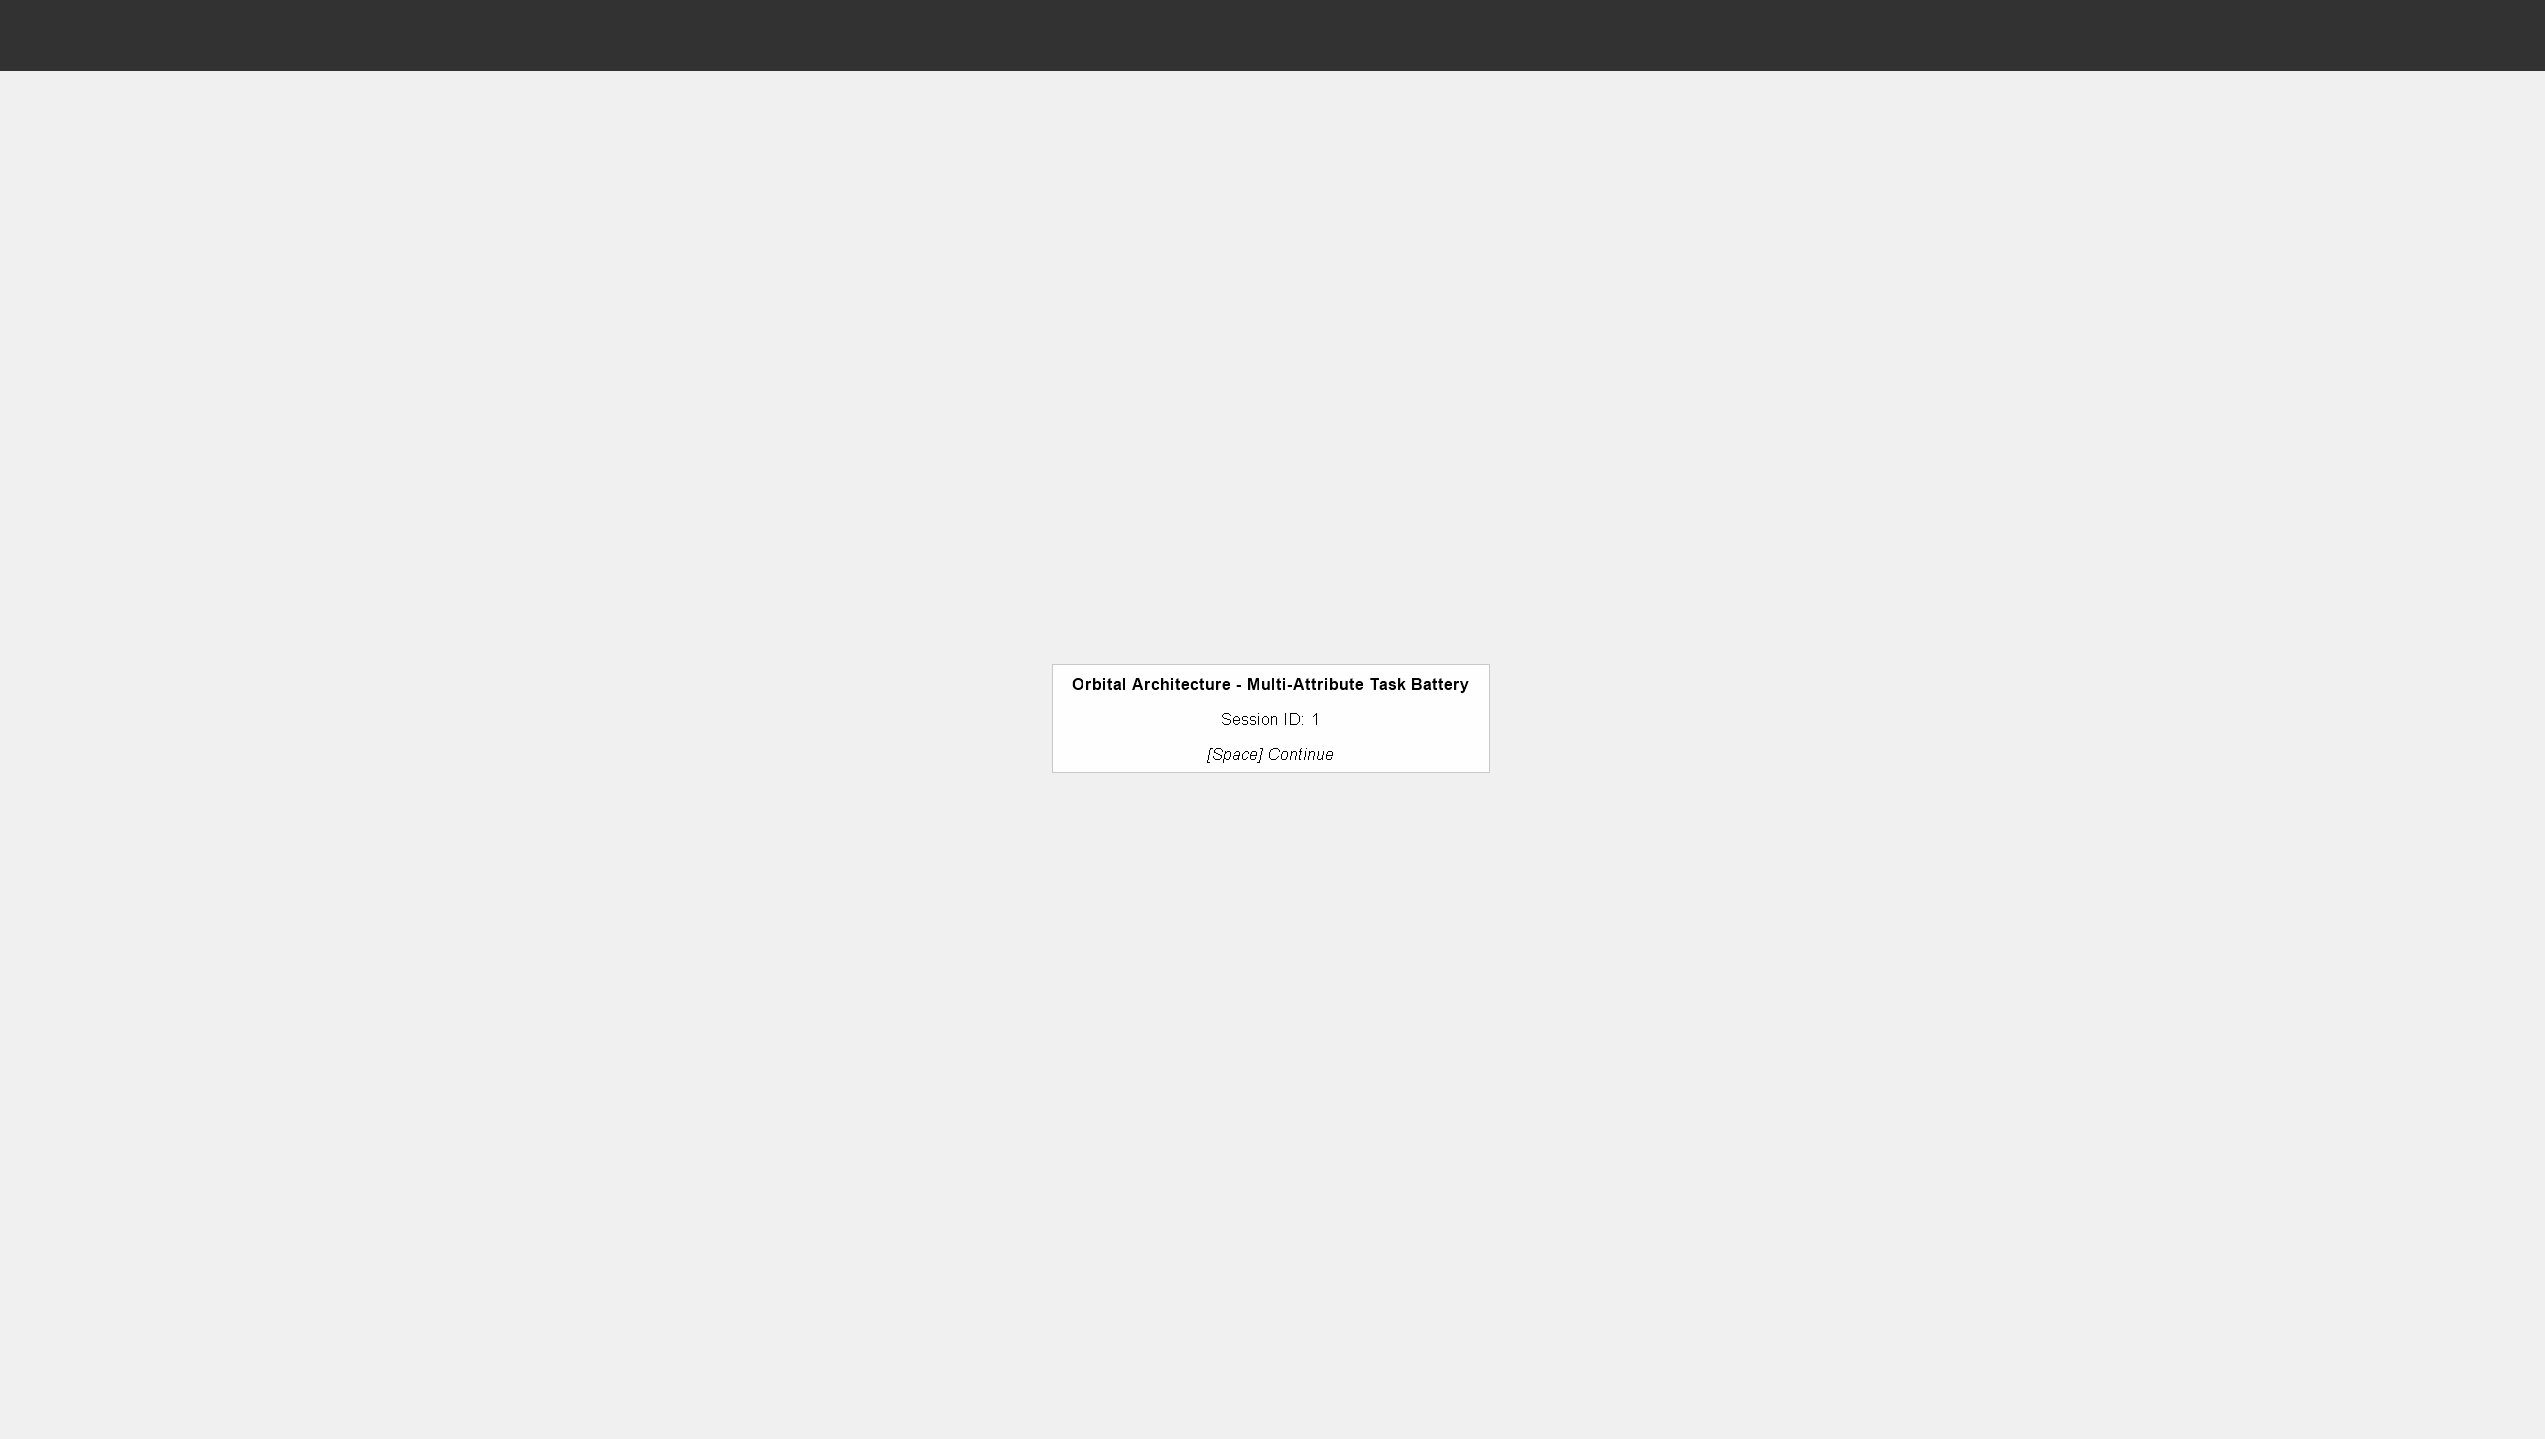 Orbital Architecture - Multi-Attribute Task Battery
Session ID: 1
[Space] Continue